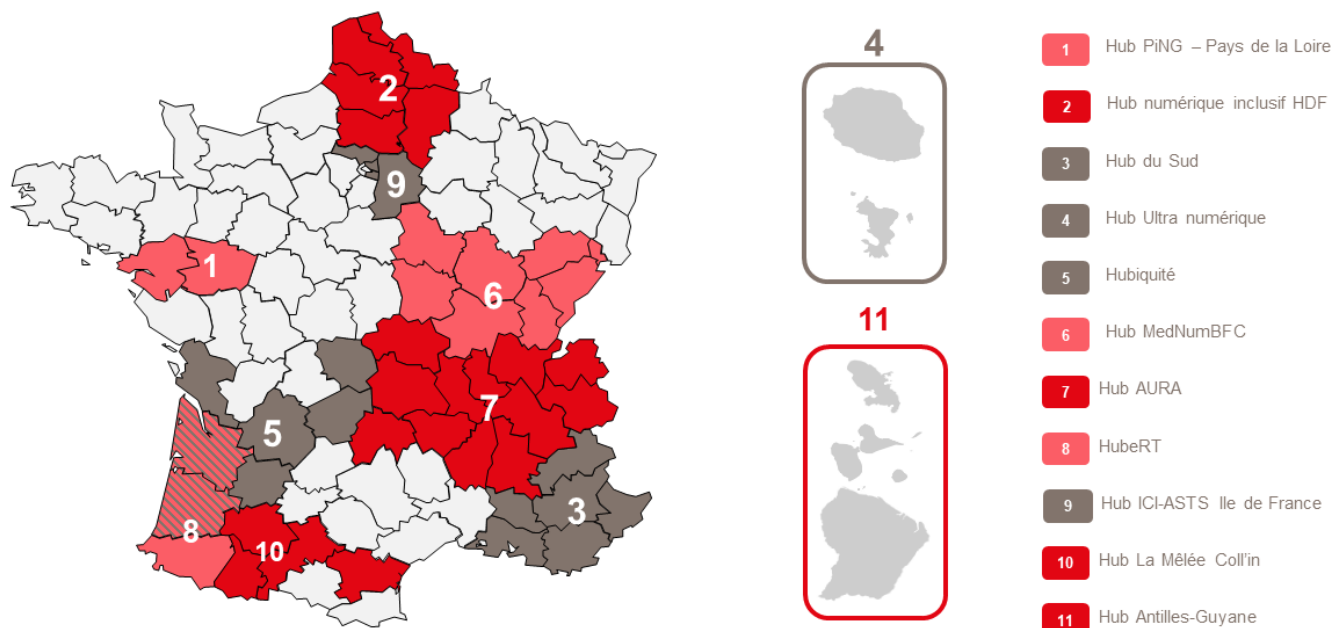 2
9
1
6
7
5
3
8
10
4
11
1 Hub PiNG – Pays de la Loire
2 Hub numérique inclusif HDF
3 Hub du Sud
4 Hub Ultra numérique
5 Hubiquité
6 Hub MedNumBFC
7 Hub AURA
8 HubeRT
9 Hub ICI-ASTS Ile de France
10 Hub La Mêlée Coll'in
11 Hub Antilles-Guyane